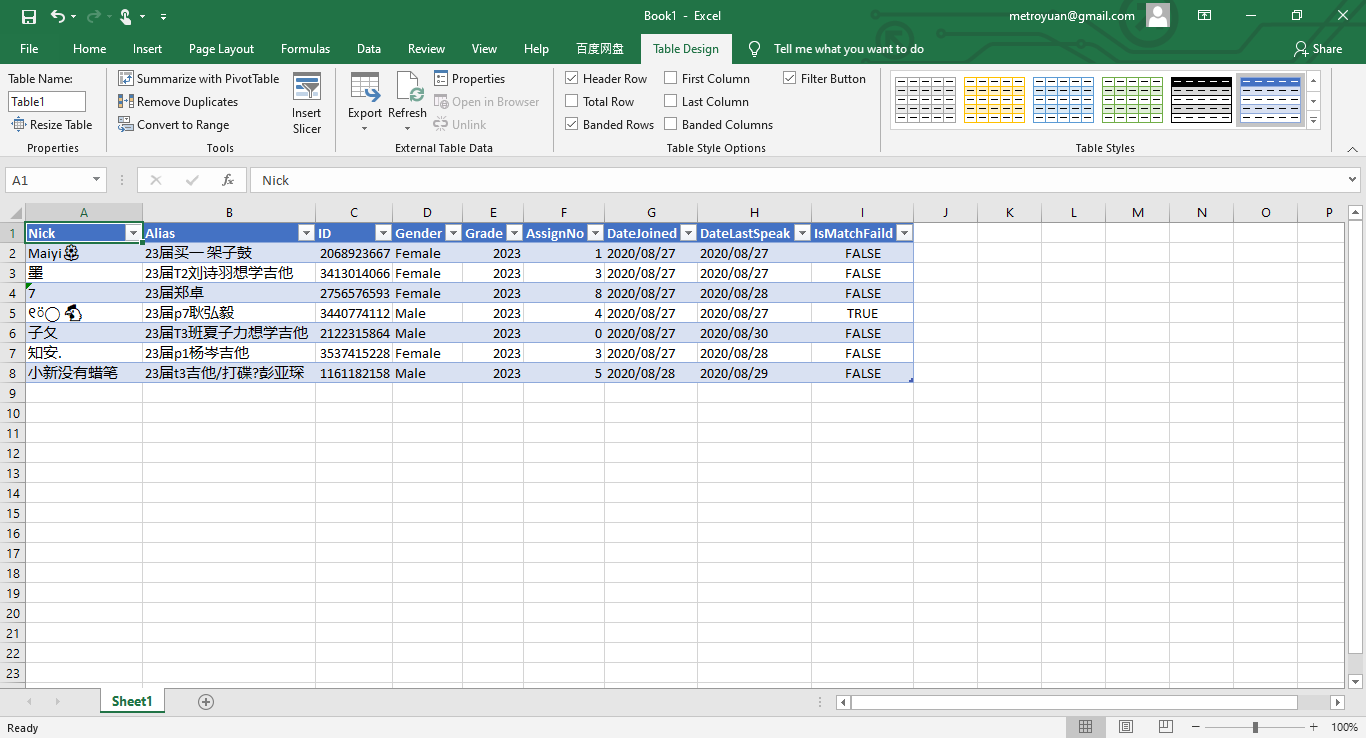 Book1 - Excel metroyuan@gmail.com
File Home Insert Page Layout Formulas Data Review View Help 百度网盘 Table Design Tell me what you want to do Share
Table Name:
Table1
Resize Table
Properties
Summarize with PivotTable
Remove Duplicates
Convert to Range
Insert
Slicer
Tools
Export
Refresh
Properties
Open in Browser
Unlink
External Table Data
Header Row First Column Filter Button
Total Row Last Column
Banded Rows Banded Columns
Table Style Options
Table Styles
A1 fx Nick
A B C D E F G H I J K L M N O P
1 Nick Alias ID Gender Grade AssignNo DateJoined DateLastSpeak IsMatchFaild
2 Maiyi🌼 23届买一 架子鼓 2068923667 Female 2023 1 2020/08/27 2020/08/27 FALSE
3 墨 23届T2刘诗羽想学吉他 3413014066 Female 2023 3 2020/08/27 2020/08/27 FALSE
4 7 23届郑卓 2756576593 Female 2023 8 2020/08/27 2020/08/28 FALSE
5 23届p7耿弘毅 3440774112 Male 2023 4 2020/08/27 2020/08/27 TRUE
6 子夂 23届T3班夏子力想学吉他 2122315864 Male 2023 0 2020/08/27 2020/08/30 FALSE
7 知安. 23届p1杨岑吉他 3537415228 Female 2023 3 2020/08/27 2020/08/28 FALSE
8 小新没有蜡笔 23届t3吉他/打碟?彭亚琛 1161182158 Male 2023 5 2020/08/28 2020/08/29 FALSE
9
10
11
12
13
14
15
16
17
18
19
20
21
22
23
Sheet1
Ready 100%